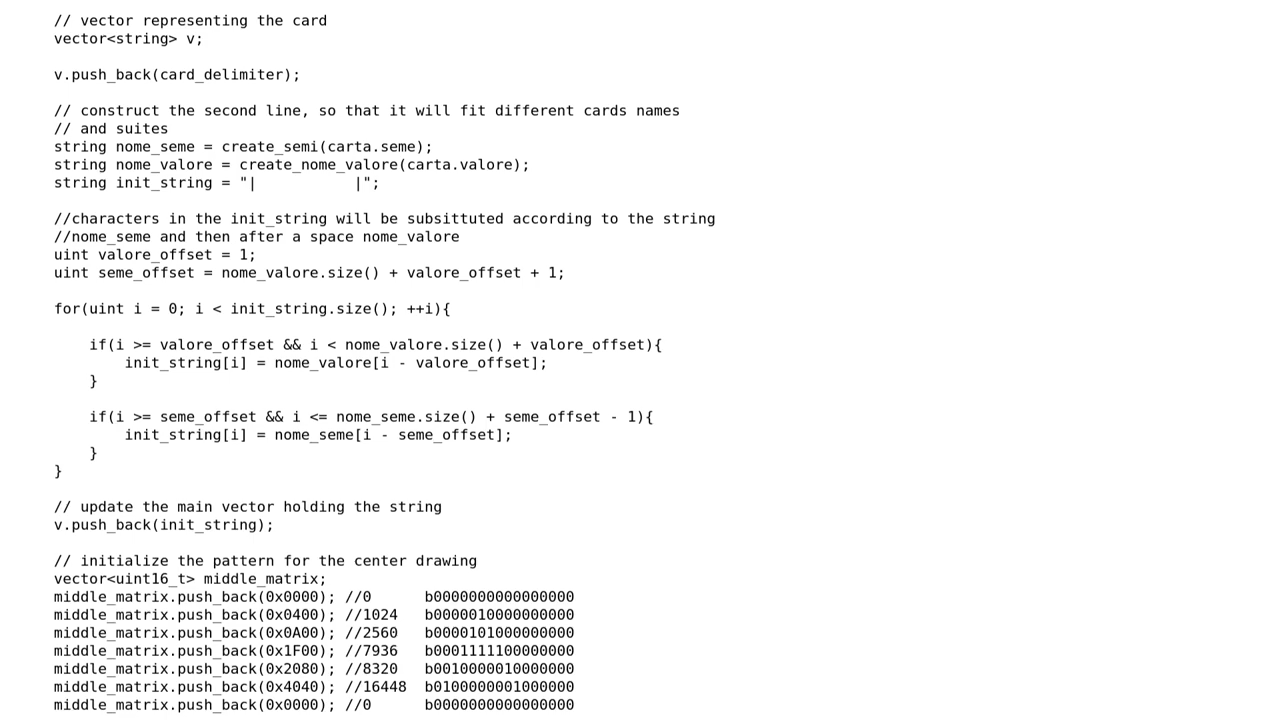 // vector representing the card
vector<string> v;

v.push_back(card_delimiter);

// construct the second line, so that it will fit different cards names
// and suites
string nome_seme = create_semi(carta.seme);
string nome_valore = create_nome_valore(carta.valore);
string init_string = "|           |";

//characters in the init_string will be subsittuted according to the string
//nome_seme and then after a space nome_valore
uint valore_offset = 1;
uint seme_offset = nome_valore.size() + valore_offset + 1;

for(uint i = 0; i < init_string.size(); ++i){

    if(i >= valore_offset && i < nome_valore.size() + valore_offset){
        init_string[i] = nome_valore[i - valore_offset];
    }

    if(i >= seme_offset && i <= nome_seme.size() + seme_offset - 1){
        init_string[i] = nome_seme[i - seme_offset];
    }
}

// update the main vector holding the string
v.push_back(init_string);

// initialize the pattern for the center drawing
vector<uint16_t> middle_matrix;
middle_matrix.push_back(0x0000); //0      b0000000000000000
middle_matrix.push_back(0x0400); //1024   b0000010000000000
middle_matrix.push_back(0x0A00); //2560   b0000101000000000
middle_matrix.push_back(0x1F00); //7936   b0001111100000000
middle_matrix.push_back(0x2080); //8320   b0010000010000000
middle_matrix.push_back(0x4040); //16448  b0100000001000000
middle_matrix.push_back(0x0000); //0      b0000000000000000